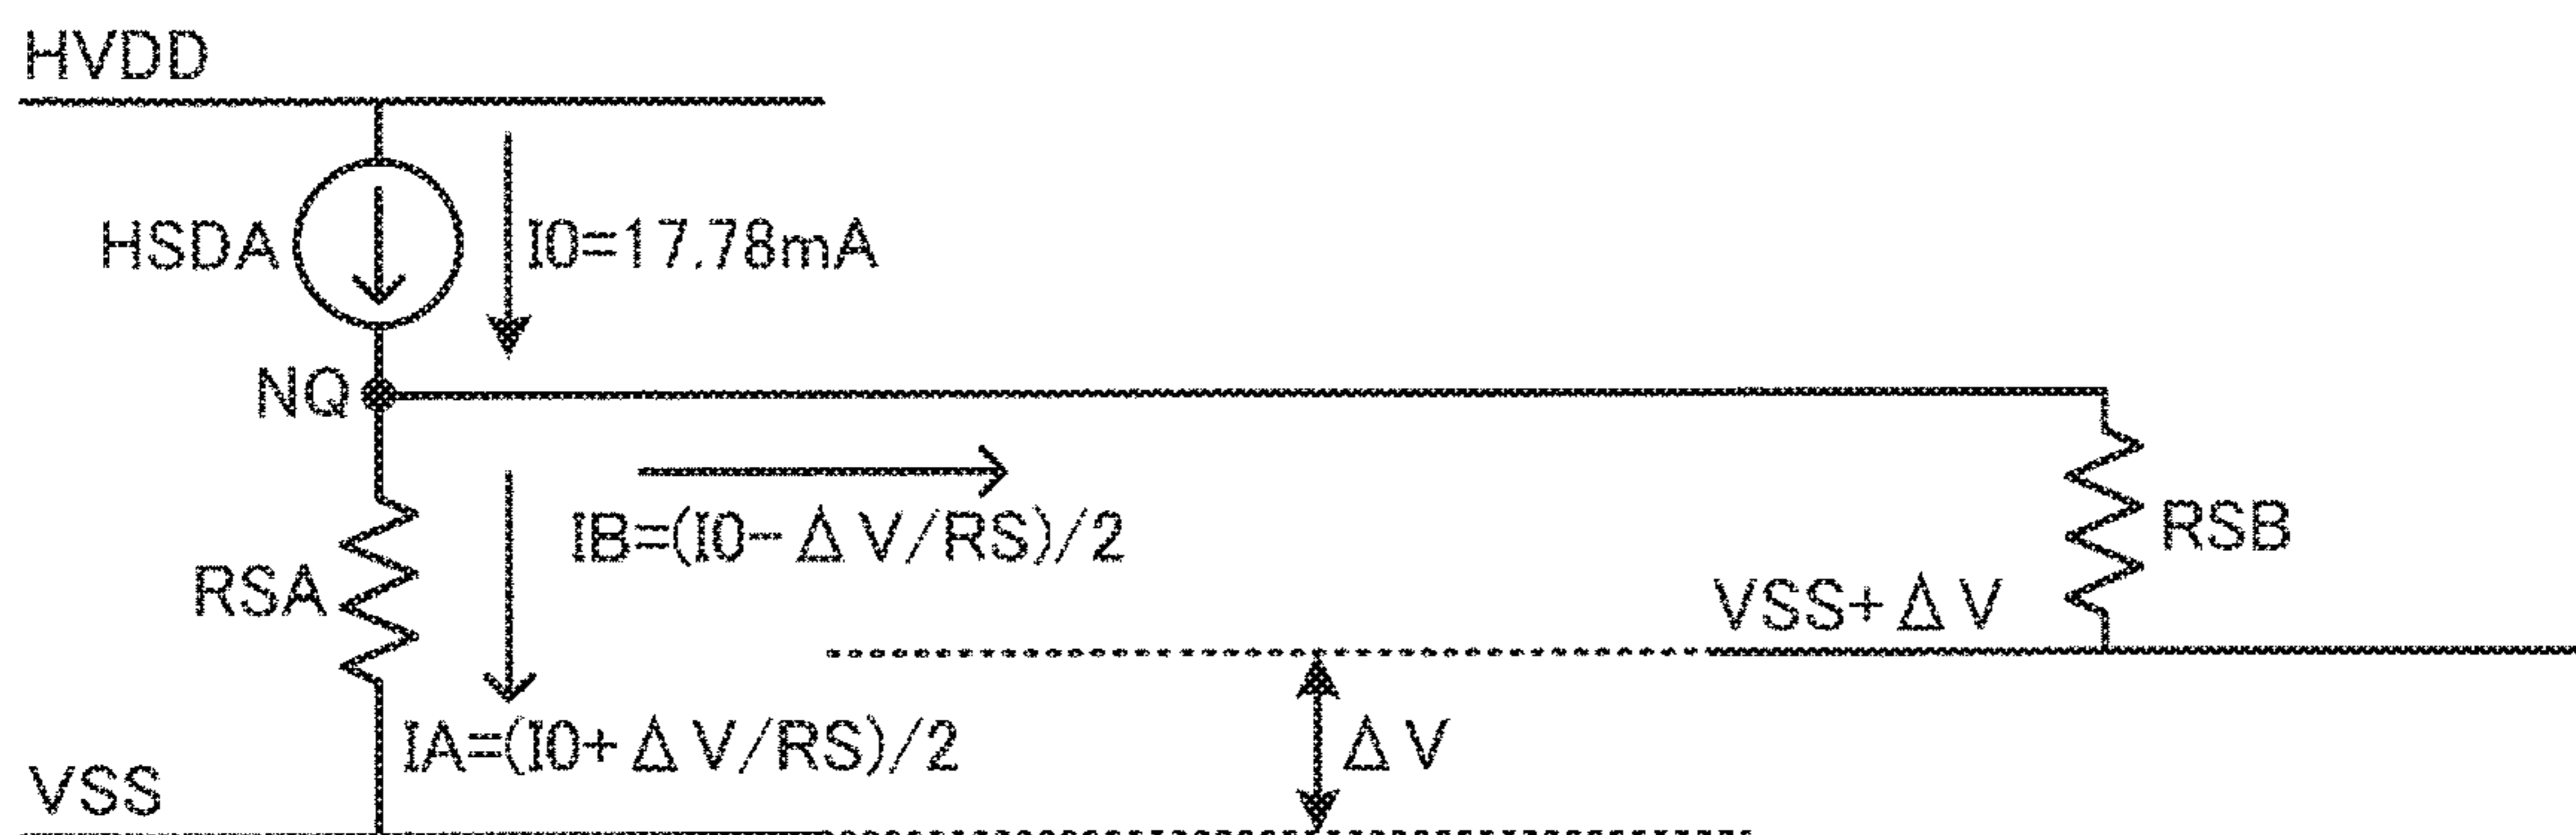 HVDD
HSDA
I0=17.78mA
NQ
IB=(I0-ΔV/RS)/2
RSB
RSA
VSS+ΔV
IA=(I0+ΔV/RS)/2
ΔV
VSS